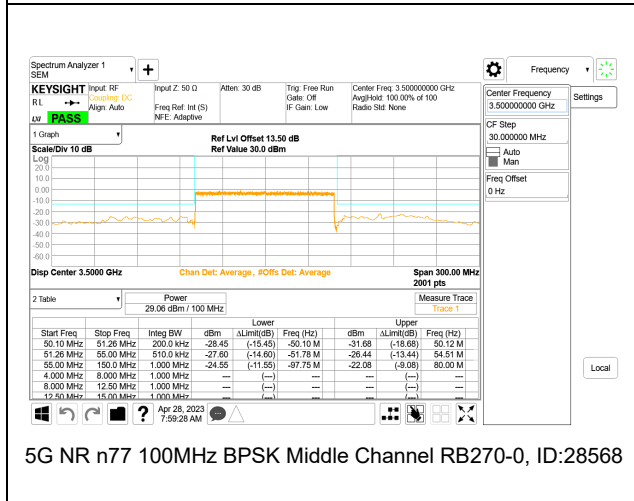 Spectrum Analyzer 1
SEM
+
Frequency
KEYSIGHT
RL
LXI
PASS
Input: RF
Coupling: DC
Align: Auto
Input Z: 50 Ω
Freq Ref: Int (S)
NFE: Adaptive
Atten: 30 dB
Trig: Free Run
Gate: Off
IF Gain: Low
Center Freq: 3.500000000 GHz
Avg|Hold: 100.00% of 100
Radio Std: None
Center Frequency
3.500000000 GHz
Settings
CF Step
30.000000 MHz
Auto
Man
Freq Offset
0 Hz
Local
1 Graph
Scale/Div 10 dB
Ref Lvl Offset 13.50 dB
Ref Value 30.0 dBm
Log
20.0
10.0
0.00
-10.0
-20.0
-30.0
-40.0
-50.0
-60.0
Disp Center 3.5000 GHz
Chan Det: Average, #Offs Det: Average
Span 300.00 MHz
2001 pts
2 Table
Power
29.06 dBm / 100 MHz
Measure Trace
Trace 1
Lower Upper
Start Freq Stop Freq Integ BW dBm ΔLimit(dB) Freq (Hz) dBm ΔLimit(dB) Freq (Hz)
50.10 MHz 51.26 MHz 200.0 kHz -28.45 (-15.45) -50.10 M -31.68 (-18.68) 50.12 M
51.26 MHz 55.00 MHz 510.0 kHz -27.60 (-14.60) -51.78 M -26.44 (-13.44) 54.51 M
55.00 MHz 150.0 MHz 1.000 MHz -24.55 (-11.55) -97.75 M -22.08 (-9.08) 80.00 M
4.000 MHz 8.000 MHz 1.000 MHz --- (---) --- (---)
8.000 MHz 12.50 MHz 1.000 MHz --- (---) --- (---)
12.50 MHz 15.00 MHz 1.000 MHz --- (---) --- (---)
?
Apr 28, 2023
7:59:28 AM
5G NR n77 100MHz BPSK Middle Channel RB270-0, ID:28568